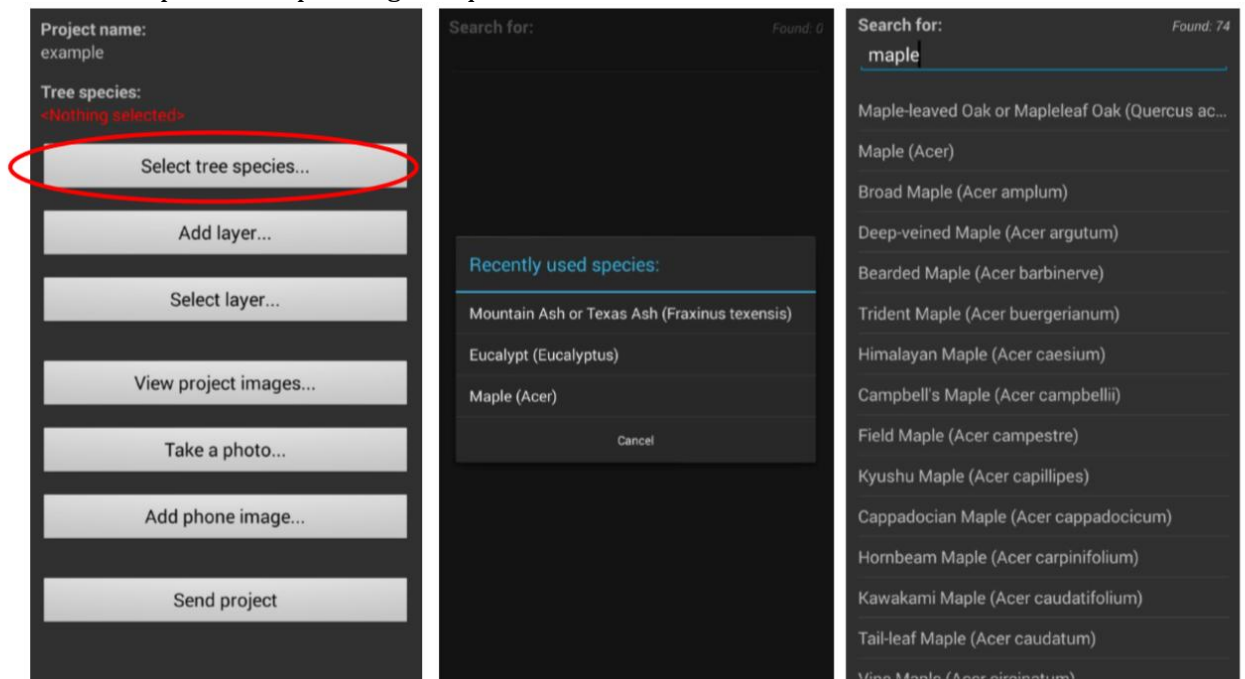 Project name:
example
Tree species:
<Nothing selected>
Select tree species...
Add layer...
Select layer...
View project images...
Take a photo...
Add phone image...
Send project
Search for:
Found: 0
Recently used species:
Mountain Ash or Texas Ash (Fraxinus texensis)
Eucalypt (Eucalyptus)
Maple (Acer)
Cancel
Search for:
Found: 74
maple
Maple-leaved Oak or Mapleleaf Oak (Quercus ac...
Maple (Acer)
Broad Maple (Acer amplum)
Deep-veined Maple (Acer argutum)
Bearded Maple (Acer barbinerve)
Trident Maple (Acer buergerianum)
Himalayan Maple (Acer caesium)
Campbell's Maple (Acer campbellii)
Field Maple (Acer campestre)
Kyushu Maple (Acer capillipes)
Cappadocian Maple (Acer cappadocicum)
Hornbeam Maple (Acer carpinifolium)
Kawakami Maple (Acer caudatifolium)
Tail-leaf Maple (Acer caudatum)
Vine Maple (Acer circinatum)